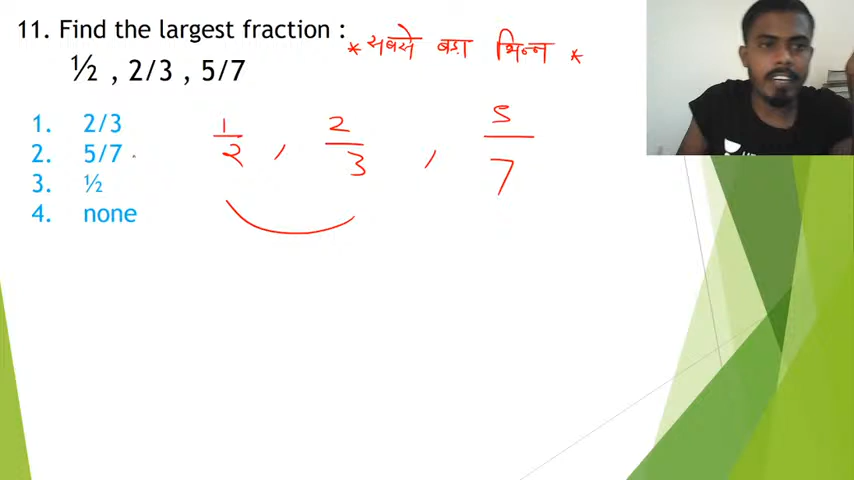 11. Find the largest fraction :
* सबसे बड़ा भिन्न *
½ , 2/3 , 5/7
1. 2/3
2. 5/7
3. ½
4. none
1/2 , 2/3 , 5/7